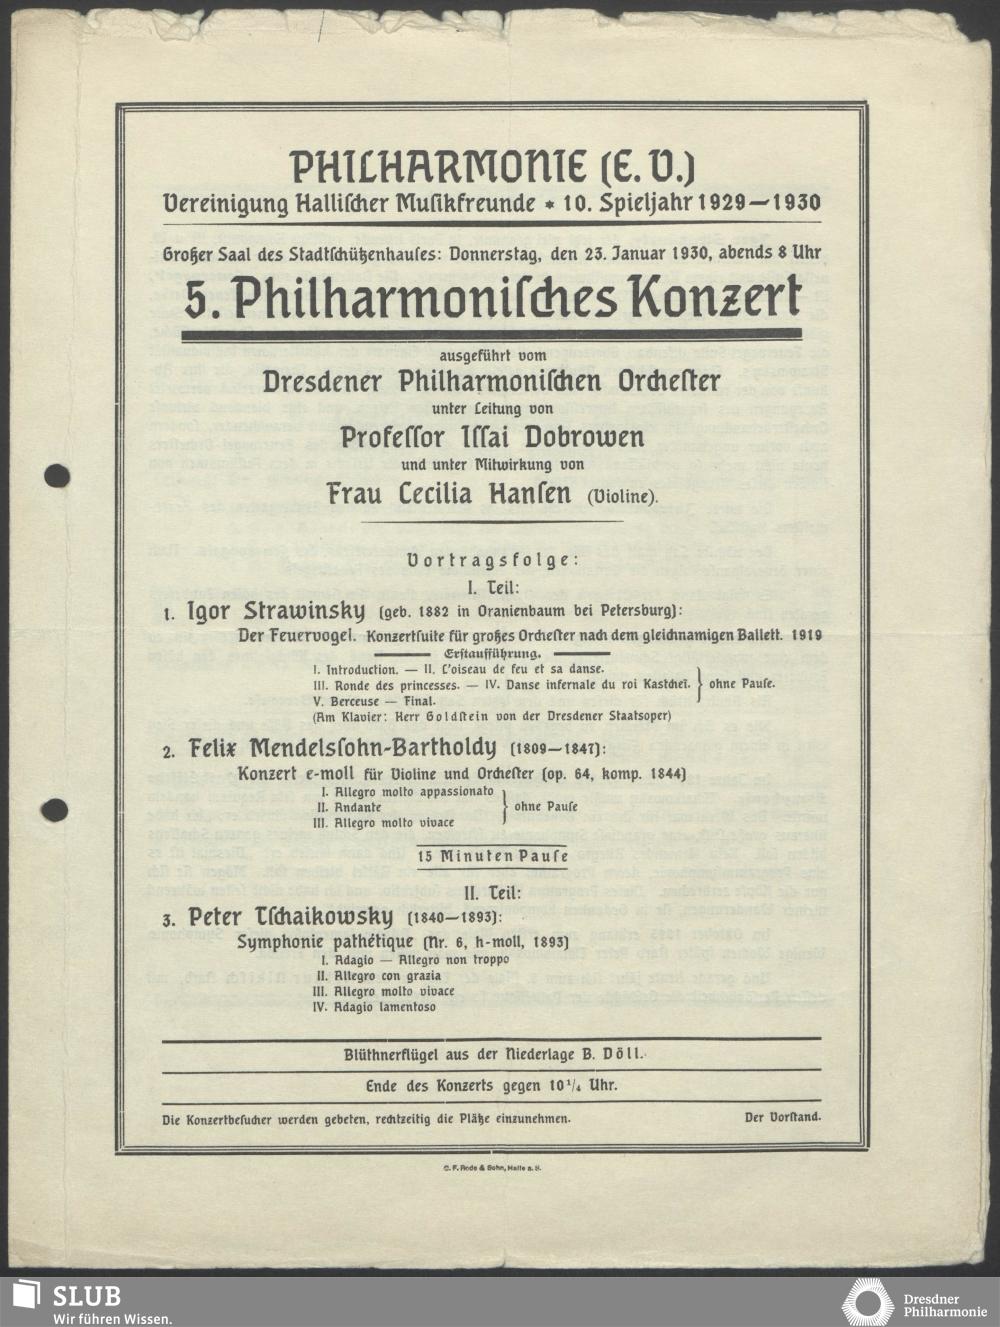 PHILHARMONIE (E. V.)
Vereinigung Halliſcher Muſikfreunde * 10. Spieljahr 1929—1930
Großer Saal des Stadtſchützenhauſes: Donnerstag, den 23. Januar 1930, abends 8 Uhr
5. Philharmoniſches Konzert
ausgeführt vom
Dresdener Philharmoniſchen Orcheſter
unter Leitung von
Profeſſor Iſſai Dobrowen
und unter Mitwirkung von
Frau Cecilia Hanſen (Violine).
Vortragsfolge:
I. Teil:
1. Igor Strawinsky (geb. 1882 in Oranienbaum bei Petersburg):
Der Feuervogel. Konzertſuite für großes Orcheſter nach dem gleichnamigen Ballett. 1919
Erſtaufführung.
I. Introduction. — II. L'oiseau de feu et sa danse.
III. Ronde des princesses. — IV. Danse infernale du roi Kastcheï. } ohne Pauſe.
V. Berceuse — Final.
(Am Klavier: Herr Goldſtein von der Dresdener Staatsoper)
2. Felix Mendelsſohn-Bartholdy (1809—1847):
Konzert e-moll für Violine und Orcheſter (op. 64, komp. 1844)
I. Allegro molto appassionato
II. Andante } ohne Pauſe
III. Allegro molto vivace
15 Minuten Pauſe
II. Teil:
3. Peter Tſchaikowsky (1840—1893):
Symphonie pathétique (Nr. 6, h-moll, 1893)
I. Adagio — Allegro non troppo
II. Allegro con grazia
III. Allegro molto vivace
IV. Adagio lamentoso
Blüthnerflügel aus der Niederlage B. Döll.
Ende des Konzerts gegen 10¼ Uhr.
Die Konzertbeſucher werden gebeten, rechtzeitig die Plätze einzunehmen. Der Vorſtand.
C. F. Rode & Sohn, Halle a. S.
SLUB
Wir führen Wissen.
Dresdner
Philharmonie